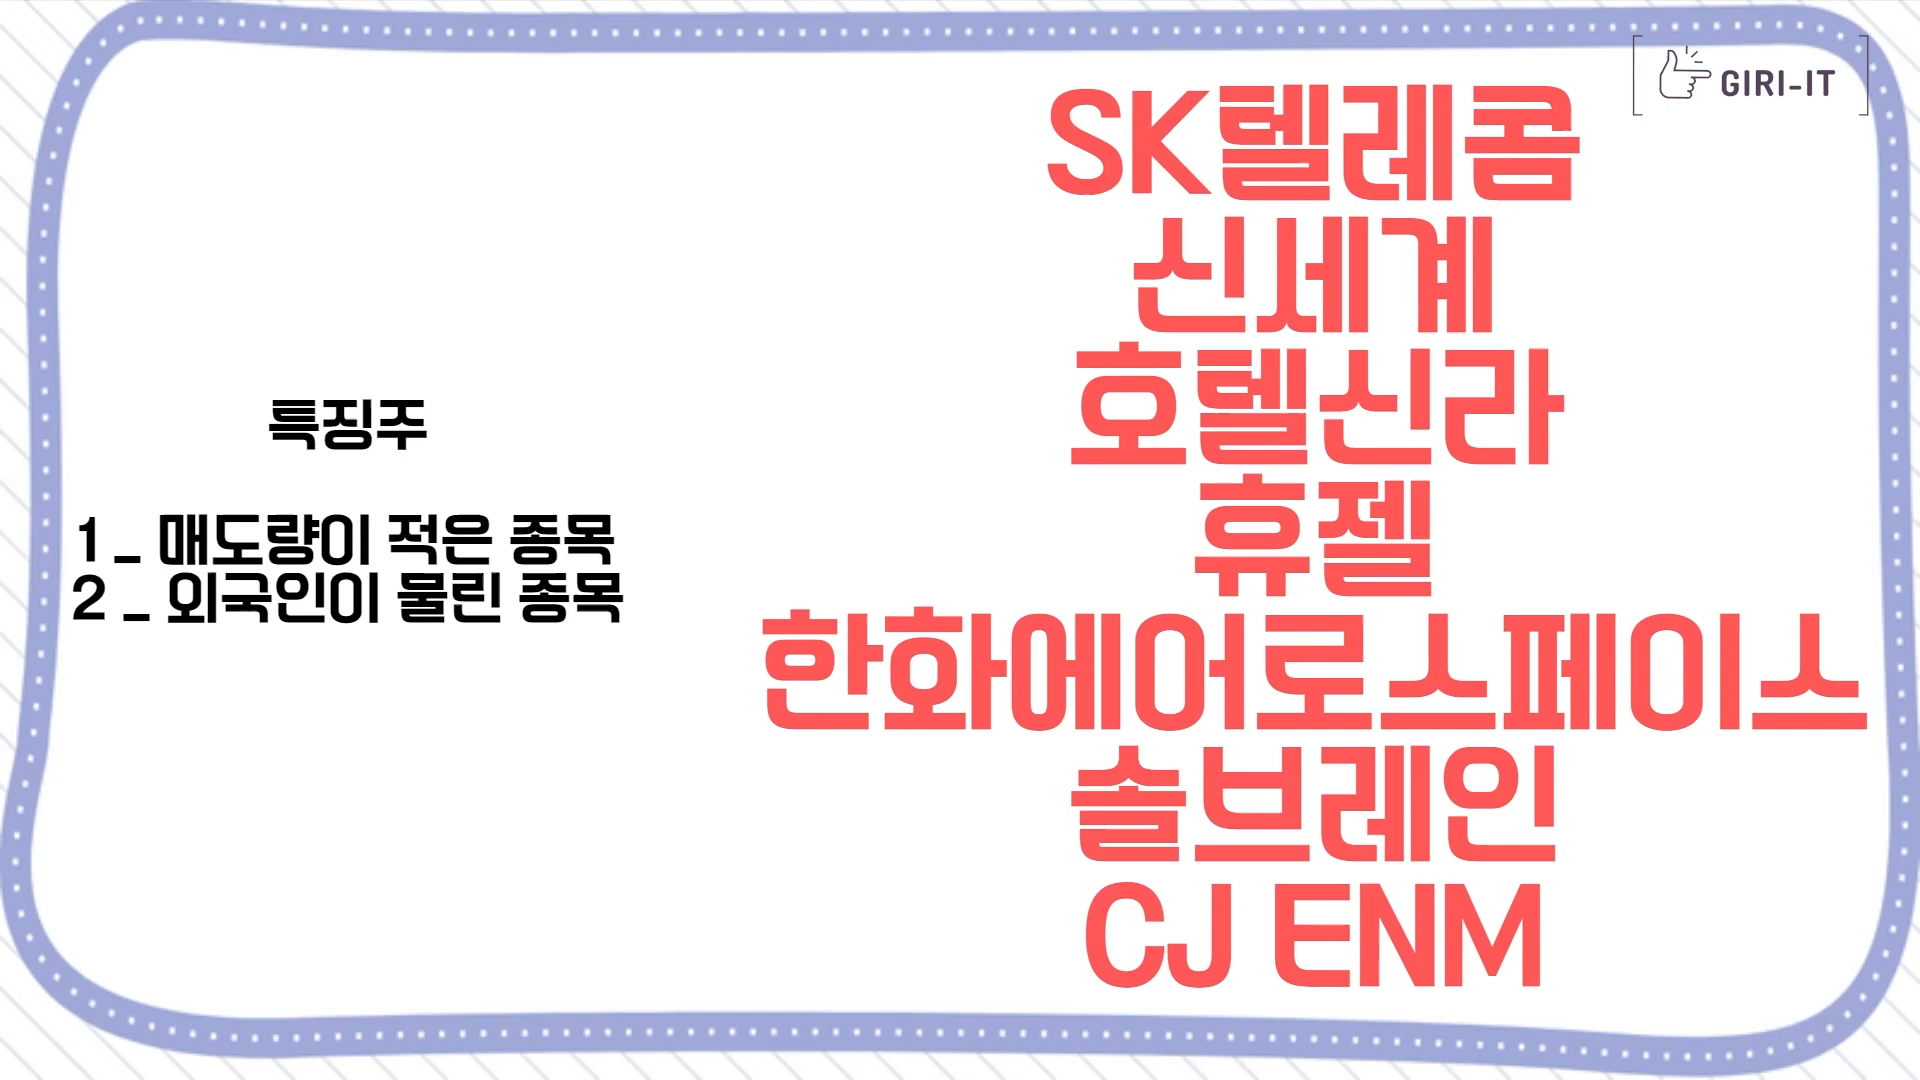 GIRI-IT
특징주
1_ 매도량이 적은 종목
2 _ 외국인이 물린 종목
SK텔레콤
신세계
호텔신라
휴젤
한화에어로스페이스
솔브레인
CJ ENM